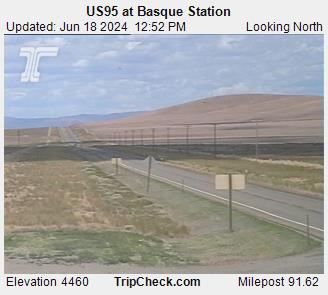 US95 at Basque Station
Updated: Jun 18 2024 12:52 PM Looking North
Elevation 4460 TripCheck.com Milepost 91.62